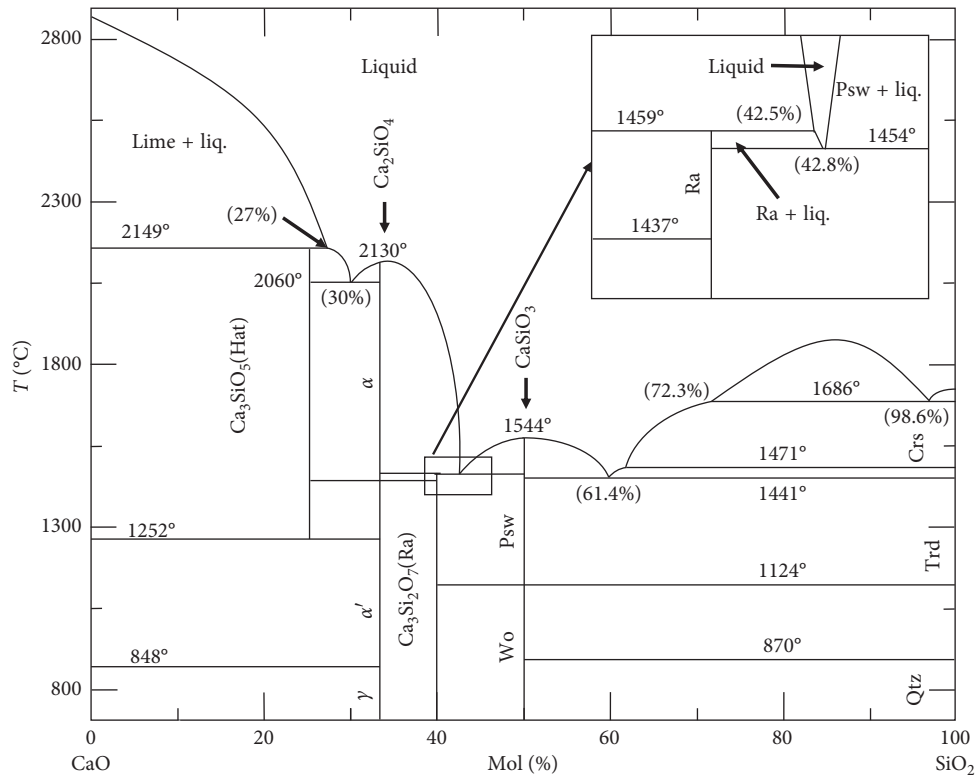 2800
2300
1800
1300
800
T (°C)
0
20
40
60
80
100
CaO
Mol (%)
SiO₂
Liquid
Lime + liq.
Ca₂SiO₄
(27%)
2149°
2130°
2060°
(30%)
Ca₃SiO₅(Hat)
α
CaSiO₃
1544°
(72.3%)
1686°
(98.6%)
Crs
1471°
(61.4%)
1441°
1252°
Psw
Trd
Ca₃Si₂O₇(Ra)
1124°
α′
Wo
848°
870°
γ
Qtz
Liquid
Psw + liq.
(42.5%)
1459°
1454°
(42.8%)
Ra
Ra + liq.
1437°